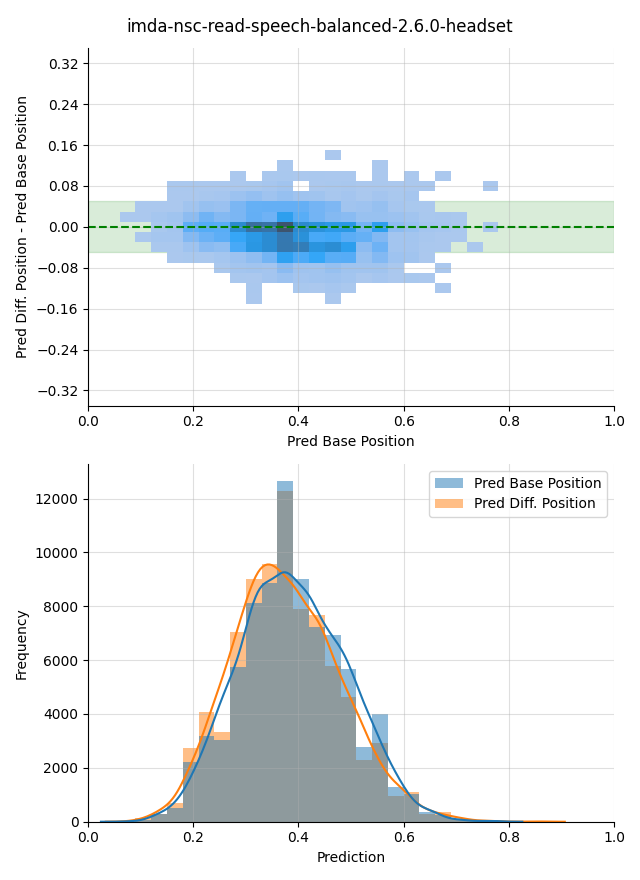 imda-nsc-read-speech-balanced-2.6.0-headset
Pred Diff. Position - Pred Base Position
0.32
0.24
0.16
0.08
0.00
−0.08
−0.16
−0.24
−0.32
0.0 0.2 0.4 0.6 0.8 1.0
Pred Base Position
Frequency
12000
10000
8000
6000
4000
2000
0
Pred Base Position
Pred Diff. Position
0.0 0.2 0.4 0.6 0.8 1.0
Prediction